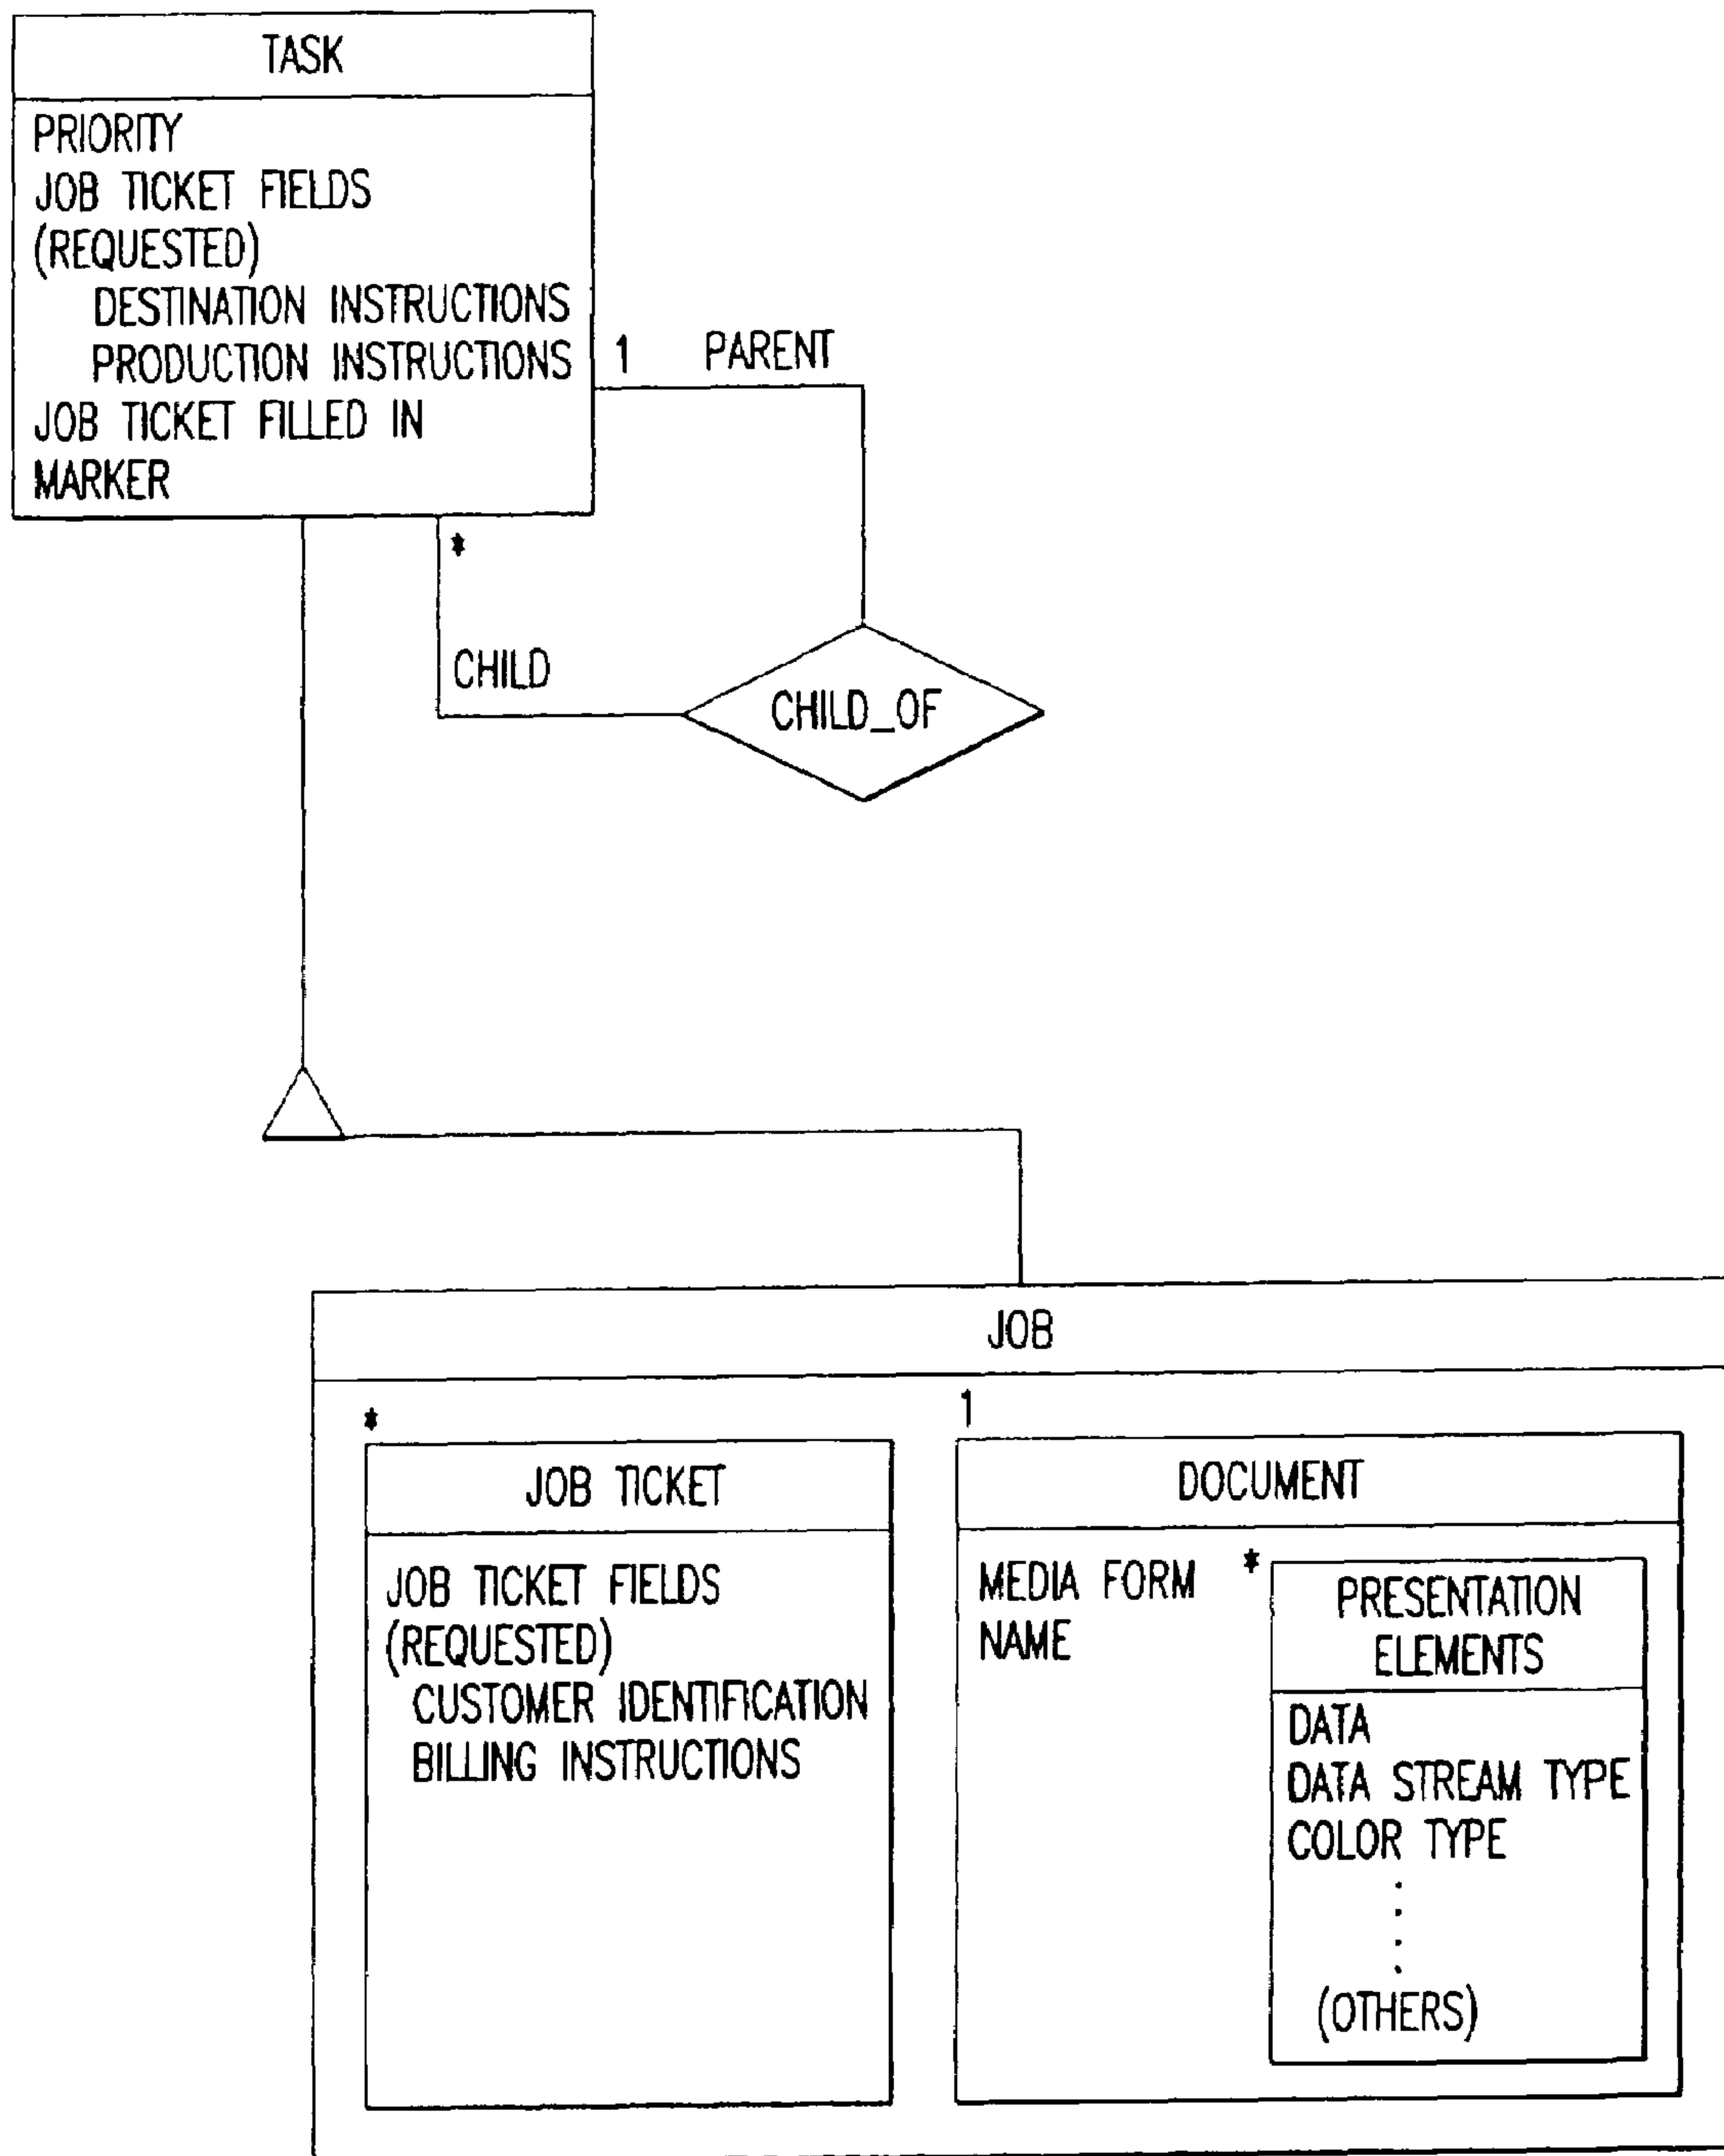 TASK
PRIORITY
JOB TICKET FIELDS
(REQUESTED)
DESTINATION INSTRUCTIONS
PRODUCTION INSTRUCTIONS
JOB TICKET FILLED IN
MARKER
1 PARENT
*
CHILD
CHILD_OF
JOB
*
JOB TICKET
JOB TICKET FIELDS
(REQUESTED)
CUSTOMER IDENTIFICATION
BILLING INSTRUCTIONS
1
DOCUMENT
MEDIA FORM
NAME
*
PRESENTATION
ELEMENTS
DATA
DATA STREAM TYPE
COLOR TYPE
(OTHERS)